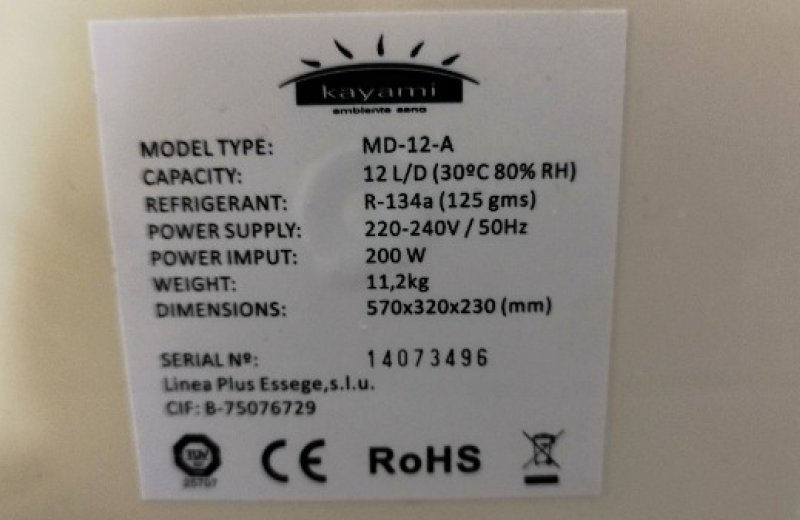 kayami
ambiente sano
MODEL TYPE: MD-12-A
CAPACITY: 12 L/D (30ºC 80% RH)
REFRIGERANT: R-134a (125 gms)
POWER SUPPLY: 220-240V / 50Hz
POWER IMPUT: 200 W
WEIGHT: 11,2kg
DIMENSIONS: 570x320x230 (mm)
SERIAL Nº: 14073496
Linea Plus Essege,s.l.u.
CIF: B-75076729
TÜV CE RoHS